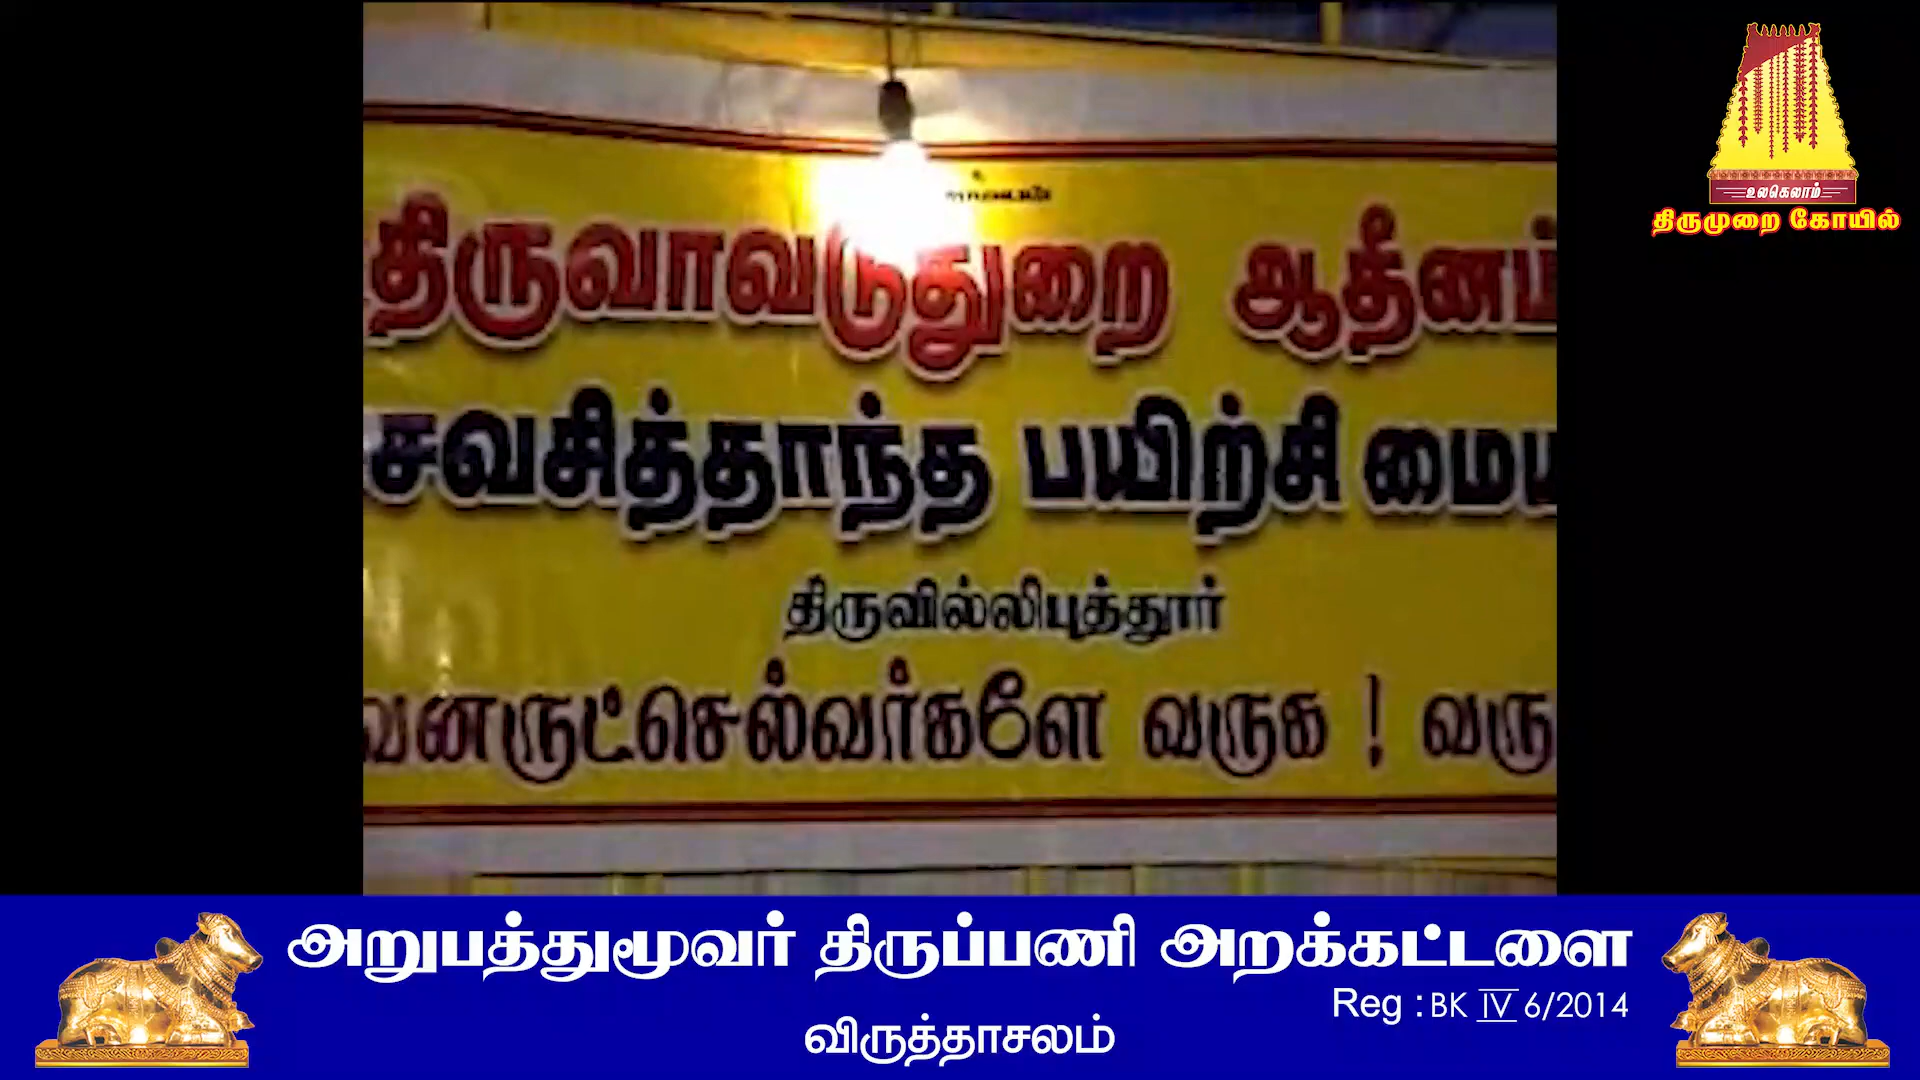 உலகெலாம்
திருமுறை கோயில்
திருவாவடுதுறை ஆதீனம்
சைவசித்தாந்த பயிற்சி மைய
திருவில்லிபுத்தூர்
வனருட்செல்வர்களே வருக ! வரு
அறுபத்துமூவர் திருப்பணி அறக்கட்டளை
Reg : BK IV 6/2014
விருத்தாசலம்